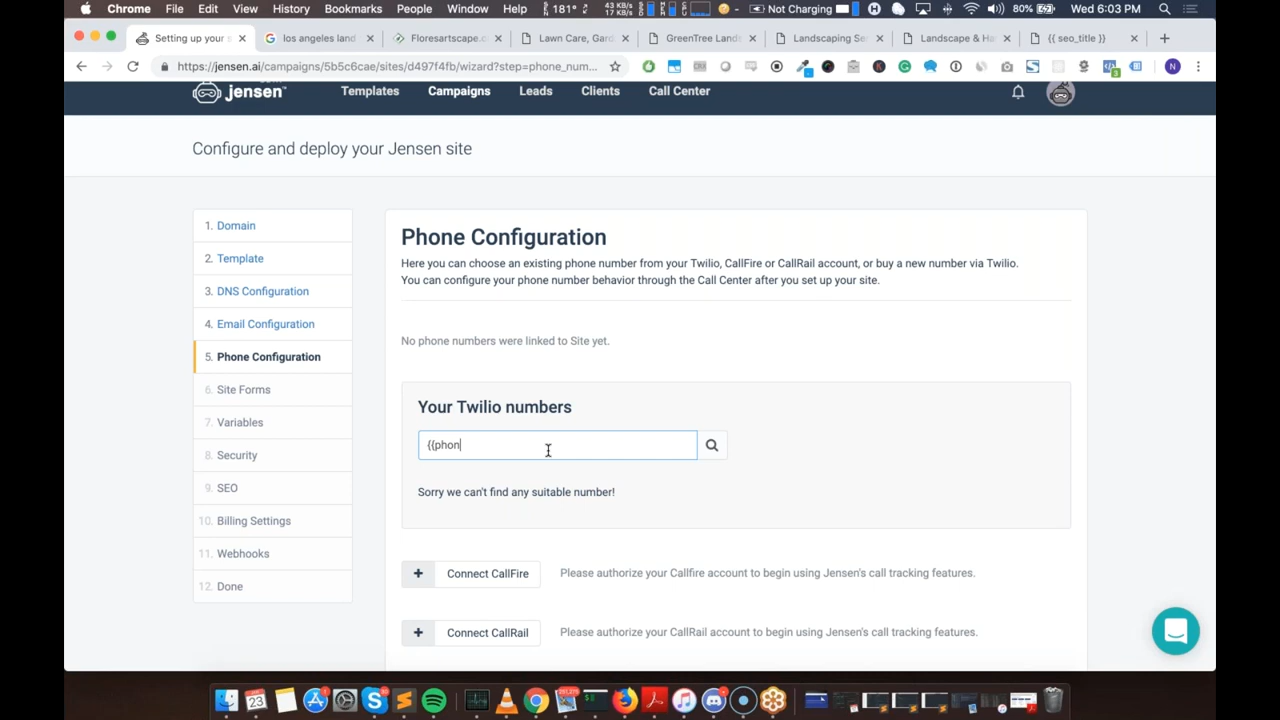 Chrome File Edit View History Bookmarks People Window Help 181° 43 KB/s 17 KB/s Not Charging 80% Wed 6:03 PM
Setting up your s los angeles land Floresartscape.c Lawn Care, Gard GreenTree Lands Landscaping Ser Landscape & Ha {{ seo_title }}
https://jensen.ai/campaigns/5b5c6cae/sites/d497f4fb/wizard?step=phone_num...
jensen™ Templates Campaigns Leads Clients Call Center
Configure and deploy your Jensen site
1. Domain
2. Template
3. DNS Configuration
4. Email Configuration
5. Phone Configuration
6. Site Forms
7. Variables
8. Security
9. SEO
10. Billing Settings
11. Webhooks
12. Done
Phone Configuration
Here you can choose an existing phone number from your Twilio, CallFire or CallRail account, or buy a new number via Twilio.
You can configure your phone number behavior through the Call Center after you set up your site.
No phone numbers were linked to Site yet.
Your Twilio numbers
{{phon
Sorry we can't find any suitable number!
+ Connect CallFire Please authorize your Callfire account to begin using Jensen's call tracking features.
+ Connect CallRail Please authorize your CallRail account to begin using Jensen's call tracking features.